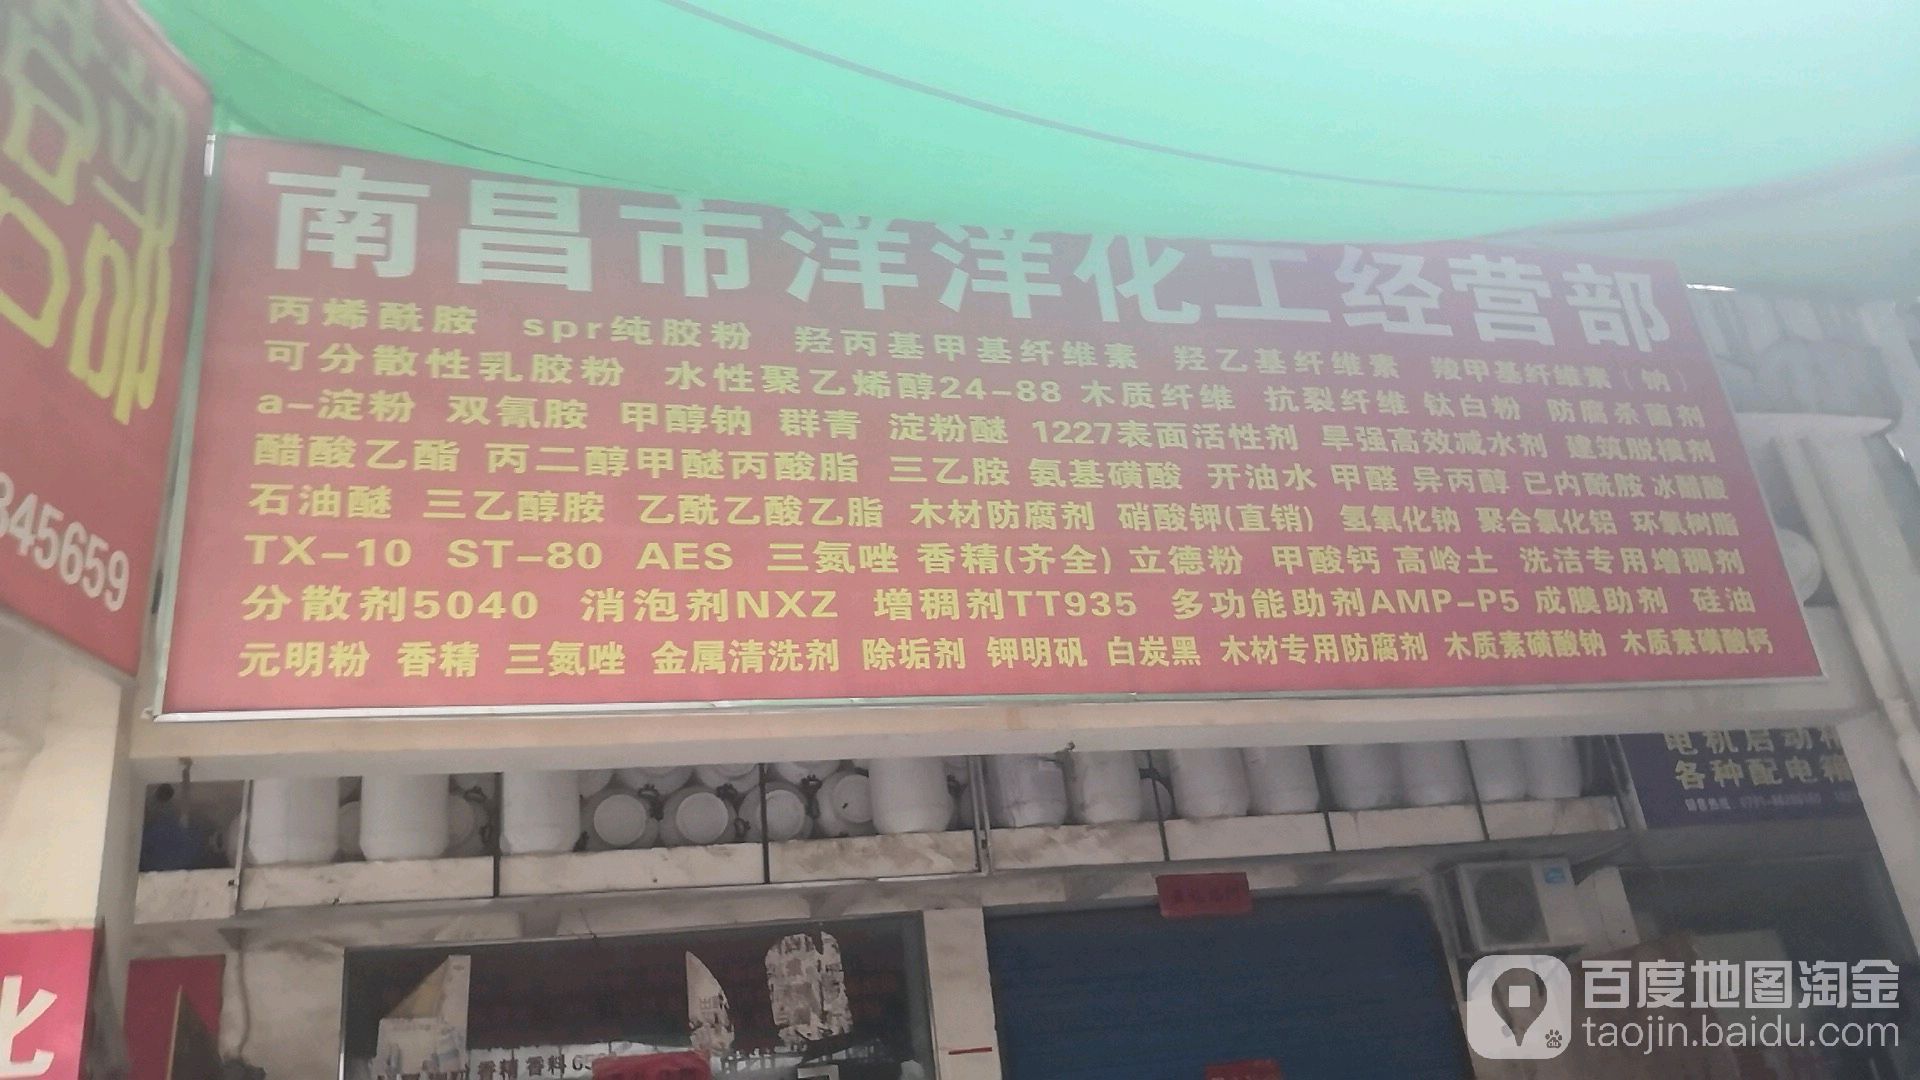 南昌市洋洋化工经营部
丙烯酰胺 spr纯胶粉 羟丙基甲基纤维素 羟乙基纤维素 羧甲基纤维素（钠）
可分散性乳胶粉 水性聚乙烯醇24-88 木质纤维 抗裂纤维 钛白粉 防腐杀菌剂
a-淀粉 双氰胺 甲醇钠 群青 淀粉醚 1227表面活性剂 早强高效减水剂 建筑脱模剂
醋酸乙酯 丙二醇甲醚丙酸脂 三乙胺 氨基磺酸 开油水 甲醛 异丙醇 已内酰胺 冰醋酸
石油醚 三乙醇胺 乙酰乙酸乙脂 木材防腐剂 硝酸钾(直销) 氢氧化钠 聚合氯化铝 环氧树脂
TX-10 ST-80 AES 三氮唑 香精(齐全) 立德粉 甲酸钙 高岭土 洗洁专用增稠剂
分散剂5040 消泡剂NXZ 增稠剂TT935 多功能助剂AMP-P5 成膜助剂 硅油
元明粉 香精 三氮唑 金属清洗剂 除垢剂 钾明矾 白炭黑 木材专用防腐剂 木质素磺酸钠 木质素磺酸钙
845659
电机启动
各种配电箱
销售热线
香精 香料
百度地图淘金
taojin.baidu.com